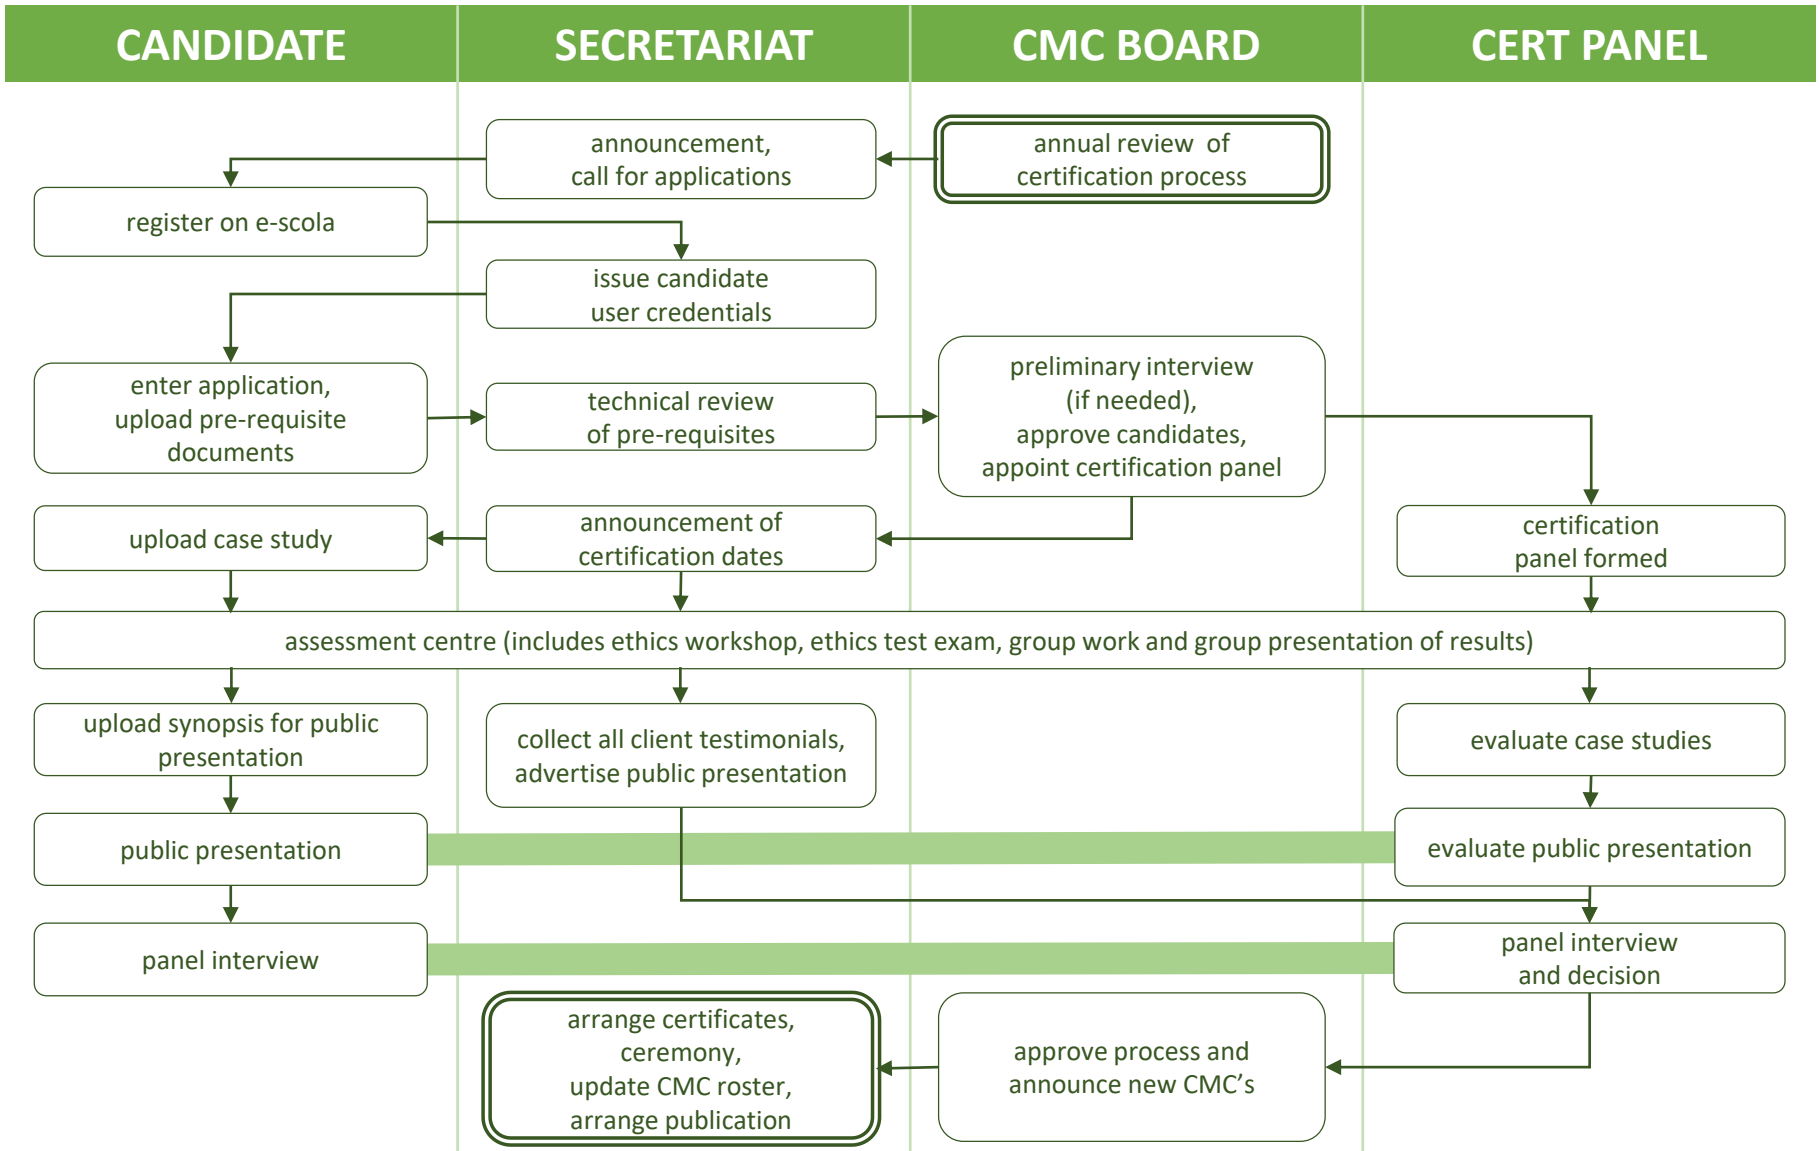 CANDIDATE
SECRETARIAT
CMC BOARD
CERT PANEL
announcement,
call for applications
annual review  of
certification process
register on e-scola
issue candidate
user credentials
enter application,
upload pre-requisite
documents
technical review
of pre-requisites
preliminary interview
(if needed),
approve candidates,
appoint certification panel
upload case study
announcement of
certification dates
certification
panel formed
assessment centre (includes ethics workshop, ethics test exam, group work and group presentation of results)
upload synopsis for public
presentation
collect all client testimonials,
advertise public presentation
evaluate case studies
public presentation
evaluate public presentation
panel interview
panel interview
and decision
arrange certificates,
ceremony,
update CMC roster,
arrange publication
approve process and
announce new CMC’s